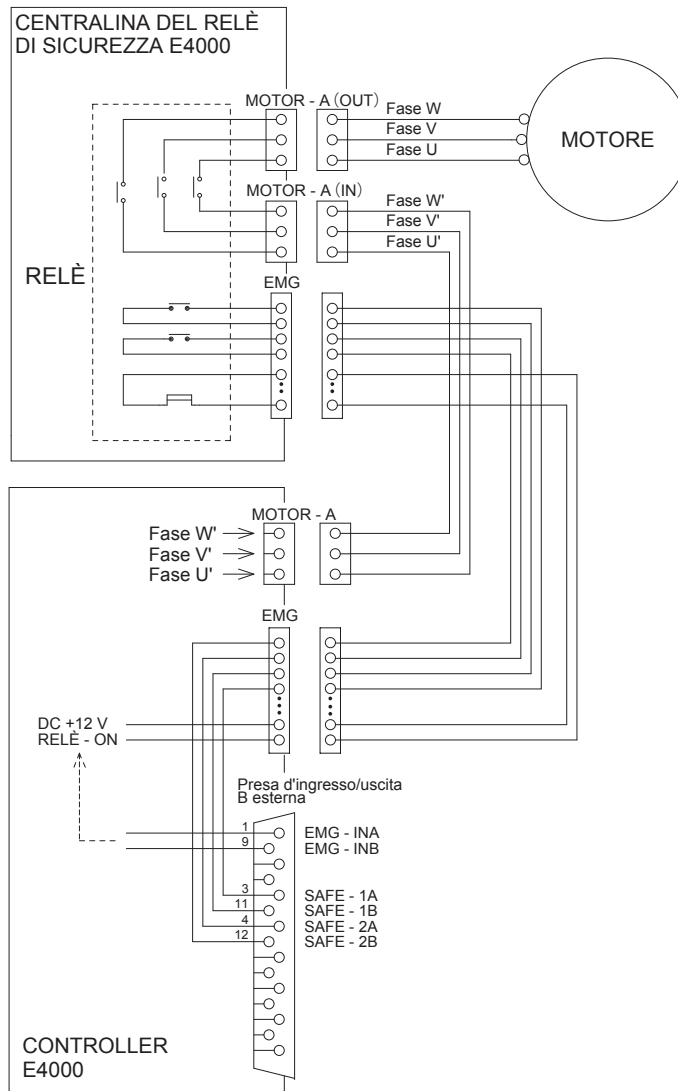 CENTRALINA DEL RELÈ
DI SICUREZZA E4000
MOTOR - A (OUT)
Fase W
Fase V
Fase U
MOTORE
MOTOR - A (IN)
Fase W'
Fase V'
Fase U'
RELÈ
EMG
MOTOR - A
Fase W'
Fase V'
Fase U'
EMG
DC +12 V
RELÈ - ON
Presa d'ingresso/uscita
B esterna
1 EMG - INA
9 EMG - INB
3 SAFE - 1A
11 SAFE - 1B
4 SAFE - 2A
12 SAFE - 2B
CONTROLLER
E4000